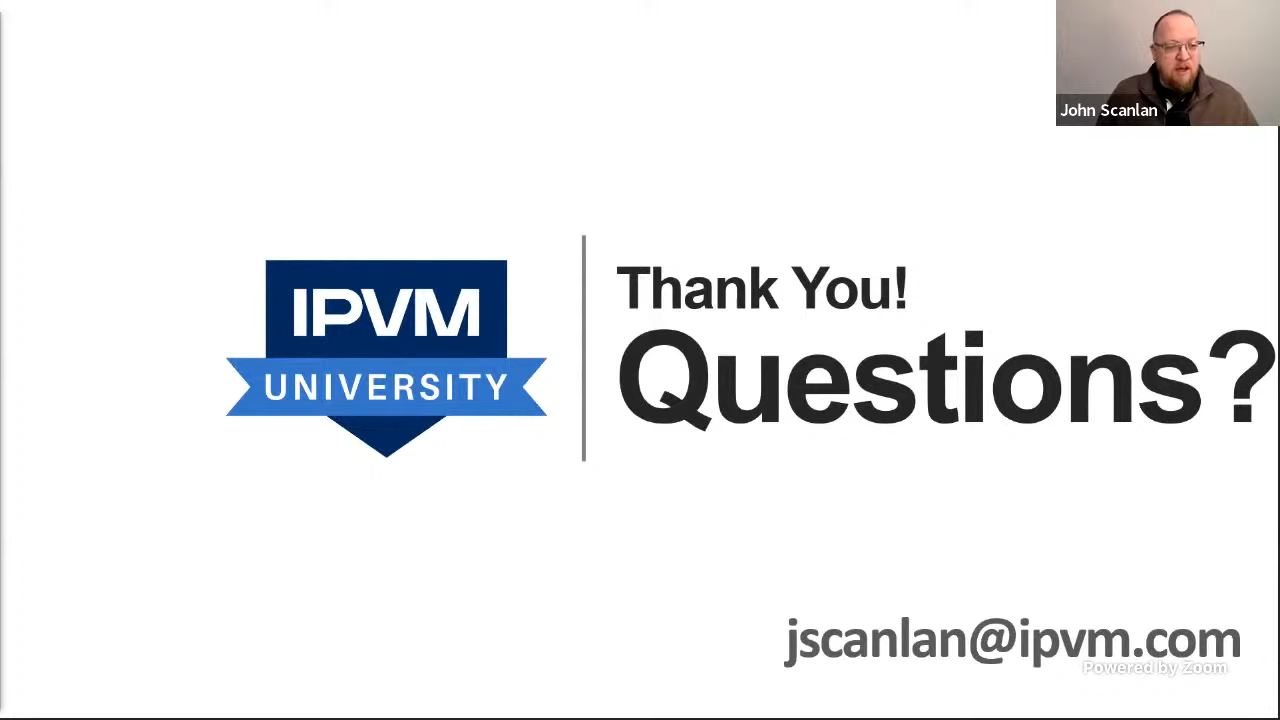 John Scanlan
IPVM
UNIVERSITY
Thank You!
Questions?
jscanlan@ipvm.com
Powered by Zoom